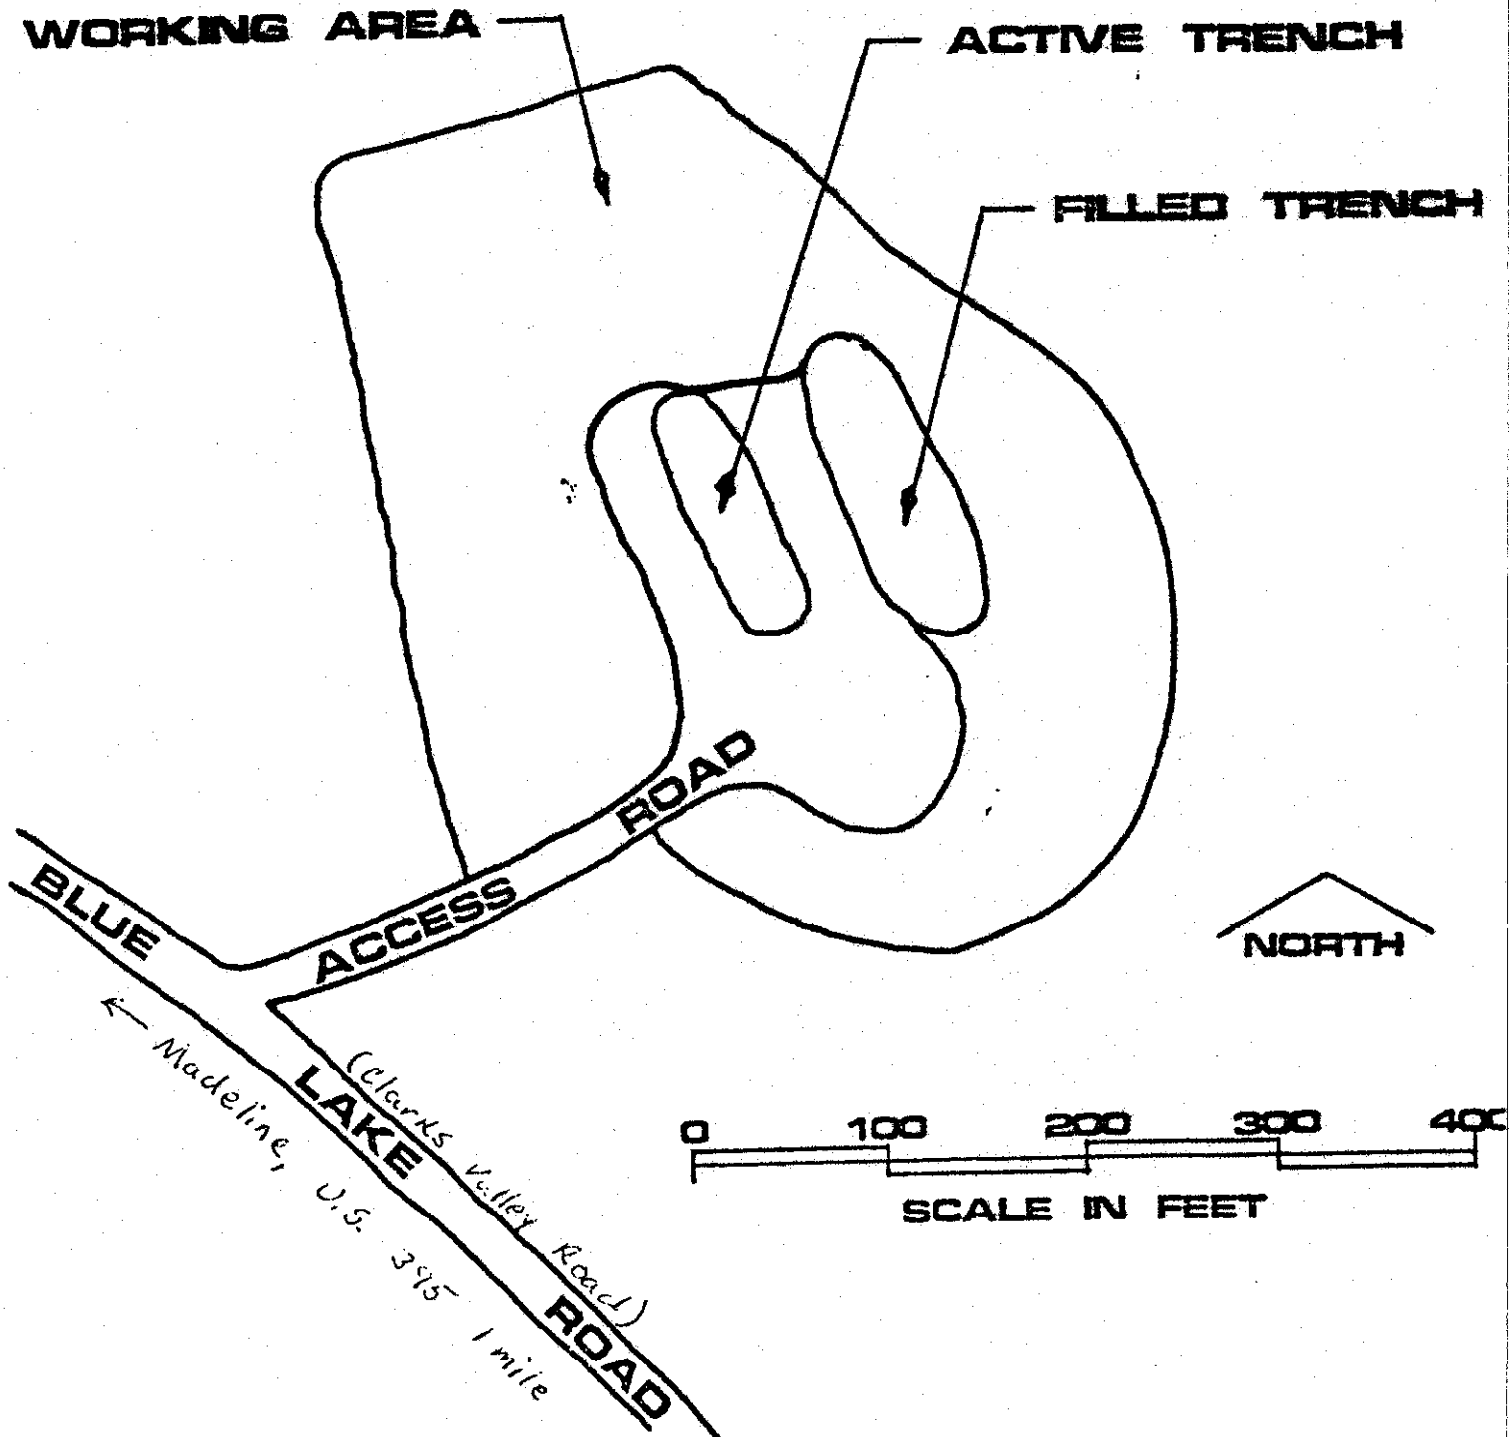 WORKING AREA
ACTIVE TRENCH
FILLED TRENCH
ACCESS ROAD
BLUE LAKE ROAD
(Clarks Valley Road)
← Madeline, U.S. 395 1 mile
NORTH
0 100 200 300 400
SCALE IN FEET